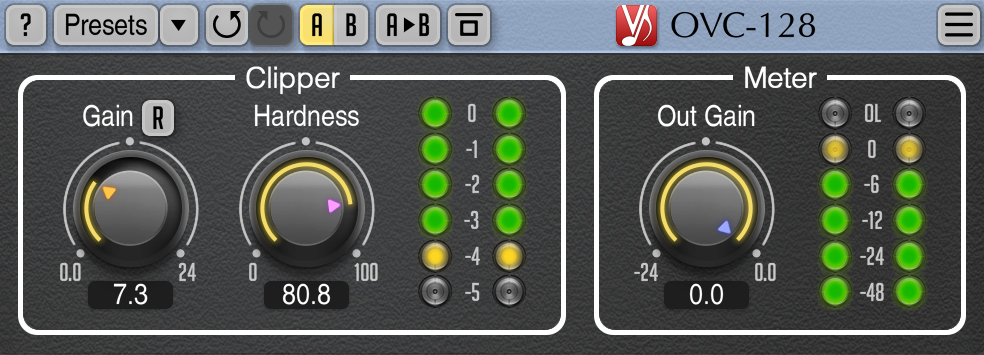 ? Presets ▼ A B A▸B OVC-128
Clipper
Gain R Hardness
0.0 24
7.3
0 100
80.8
0
-1
-2
-3
-4
-5
Meter
Out Gain
-24 0.0
0.0
OL
0
-6
-12
-24
-48